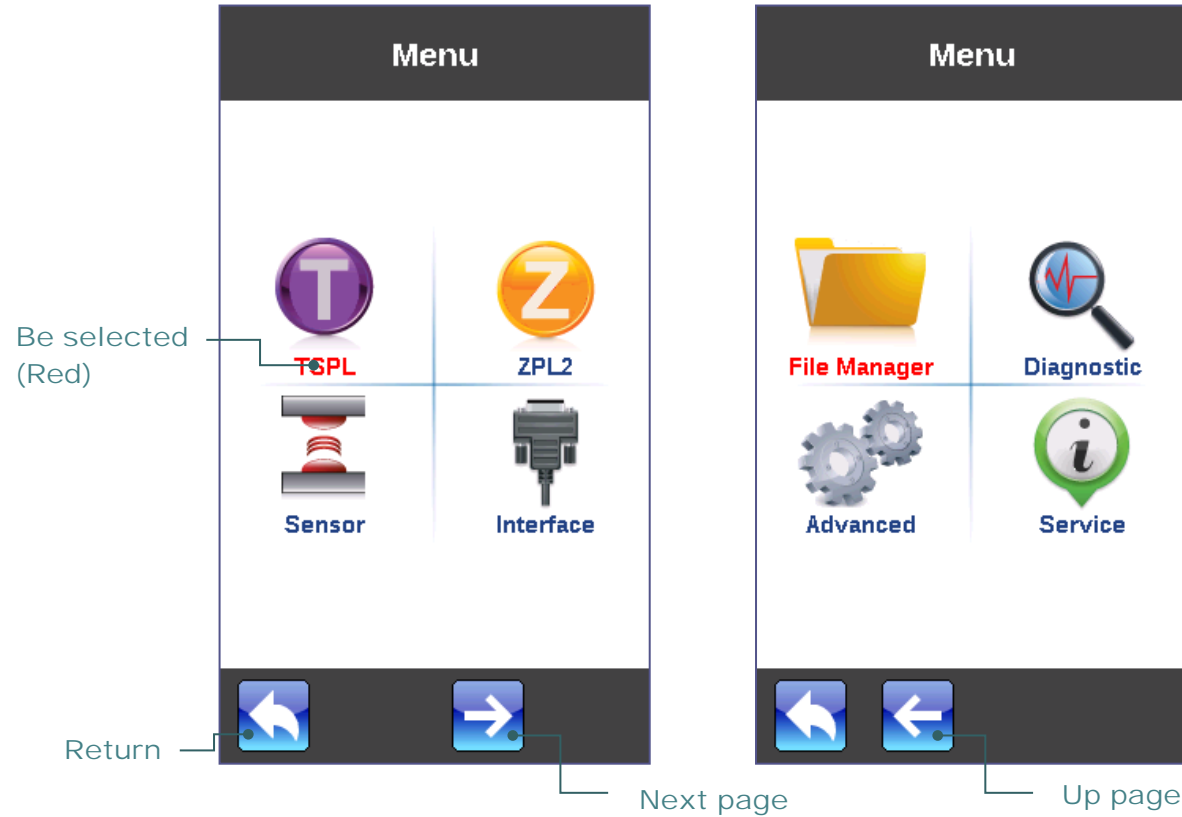 Menu
T
Z
Be selected
(Red)
TSPL
ZPL2
Sensor
Interface
Return
Next page
Menu
File Manager
Diagnostic
i
Advanced
Service
Up page